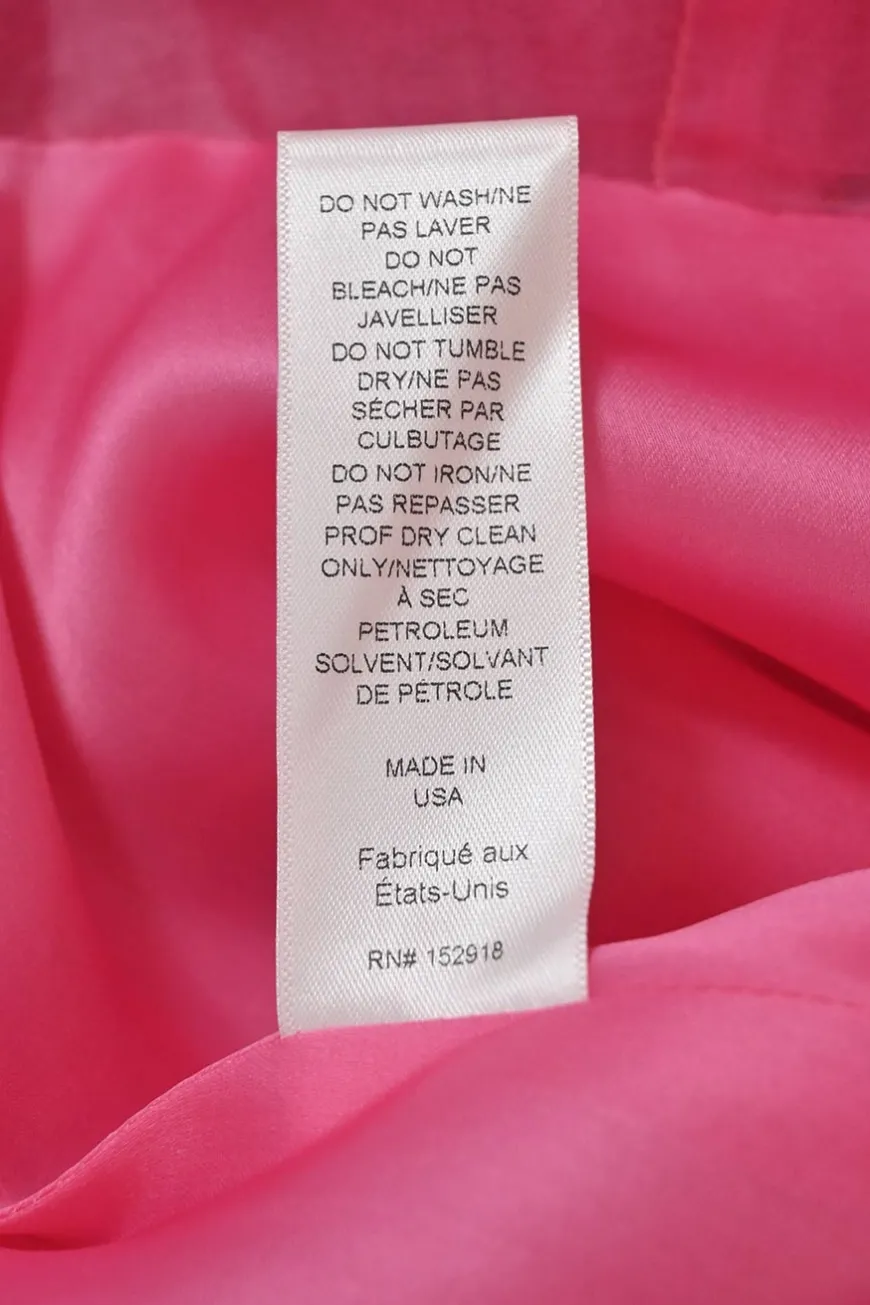 DO NOT WASH/NE
PAS LAVER
DO NOT
BLEACH/NE PAS
JAVELLISER
DO NOT TUMBLE
DRY/NE PAS
SÉCHER PAR
CULBUTAGE
DO NOT IRON/NE
PAS REPASSER
PROF DRY CLEAN
ONLY/NETTOYAGE
À SEC
PETROLEUM
SOLVENT/SOLVANT
DE PÉTROLE
MADE IN
USA
Fabriqué aux
États-Unis
RN# 152918